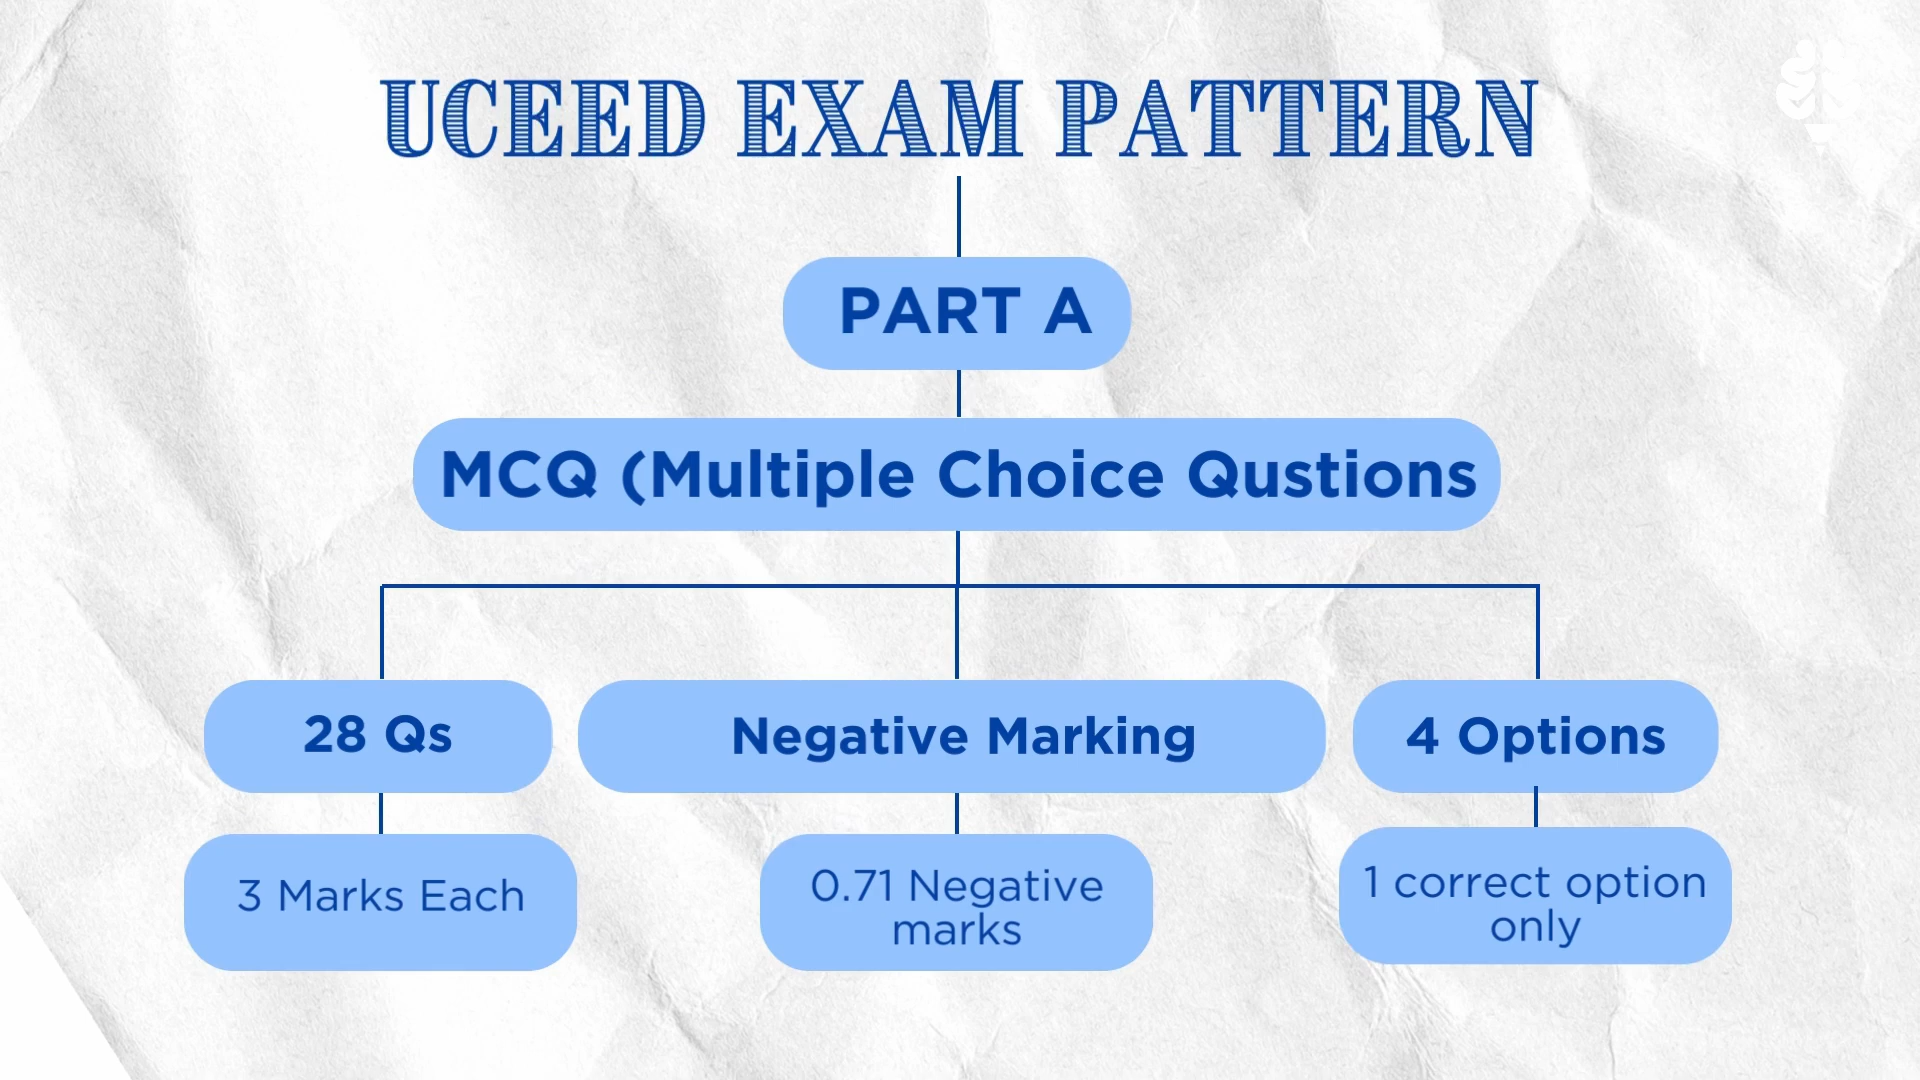 UCEED EXAM PATTERN
PART A
MCQ (Multiple Choice Qustions
28 Qs
Negative Marking
4 Options
3 Marks Each
0.71 Negative
marks
1 correct option
only